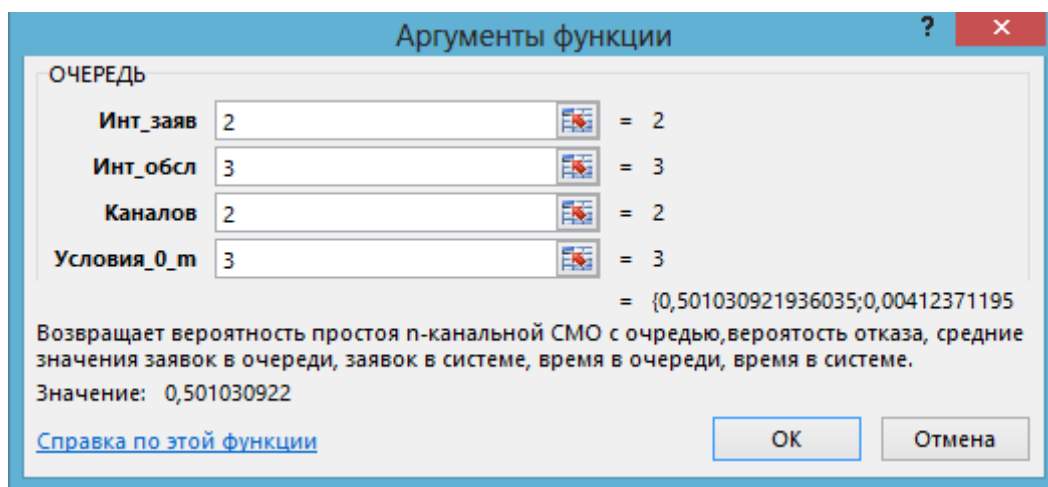 Аргументы функции ? ×
ОЧЕРЕДЬ
Инт_заяв 2 = 2
Инт_обсл 3 = 3
Каналов 2 = 2
Условия_0_m 3 = 3
= {0,501030921936035;0,00412371195
Возвращает вероятность простоя n-канальной СМО с очредью,вероятость отказа, средние
значения заявок в очереди, заявок в системе, время в очереди, время в системе.
Значение: 0,501030922
Справка по этой функции ОК Отмена